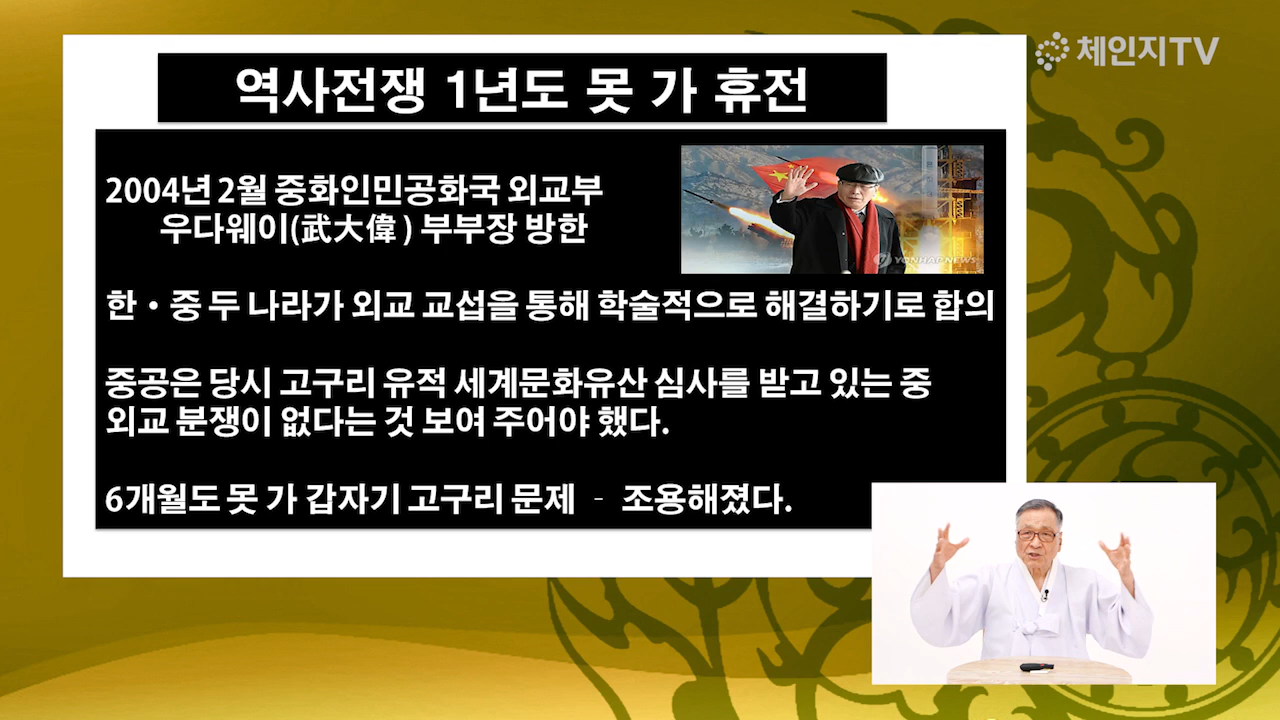 체인지TV
역사전쟁 1년도 못 가 휴전
2004년 2월 중화인민공화국 외교부
우다웨이(武大偉) 부부장 방한
YONHAP NEWS
한・중 두 나라가 외교 교섭을 통해 학술적으로 해결하기로 합의
중공은 당시 고구리 유적 세계문화유산 심사를 받고 있는 중
외교 분쟁이 없다는 것 보여 주어야 했다.
6개월도 못 가 갑자기 고구리 문제 - 조용해졌다.